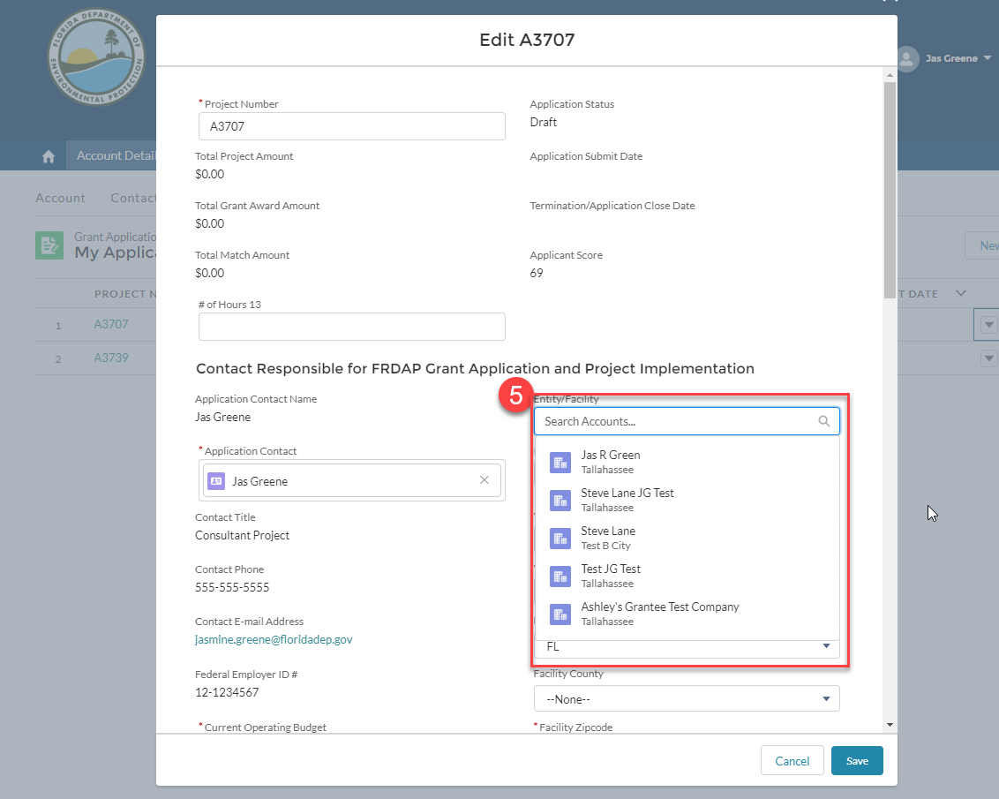 FLORIDA DEPARTMENT OF ENVIRONMENTAL PROTECTION
Edit A3707
Jas Greene
Account Detail
Account
Contact
Grant Applicatio
My Applica
New
PROJECT N
T DATE
1
A3707
2
A3739
* Project Number
A3707
Application Status
Draft
Total Project Amount
$0.00
Application Submit Date
Total Grant Award Amount
$0.00
Termination/Application Close Date
Total Match Amount
$0.00
Applicant Score
69
# of Hours 13
Contact Responsible for FRDAP Grant Application and Project Implementation
Application Contact Name
Jas Greene
5
Entity/Facility
Search Accounts...
Jas R Green
Tallahassee
Steve Lane JG Test
Tallahassee
Steve Lane
Test B City
Test JG Test
Tallahassee
Ashley's Grantee Test Company
Tallahassee
FL
* Application Contact
Jas Greene
Contact Title
Consultant Project
Contact Phone
555-555-5555
Contact E-mail Address
jasmine.greene@floridadep.gov
Federal Employer ID #
12-1234567
Facility County
--None--
* Current Operating Budget
* Facility Zipcode
Cancel
Save